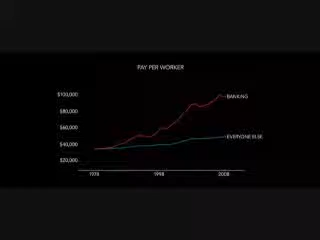 PAY PER WORKER
$100,000
BANKING
$80,000
$60,000
EVERYONE ELSE
$40,000
$20,000
1978 1998 2008